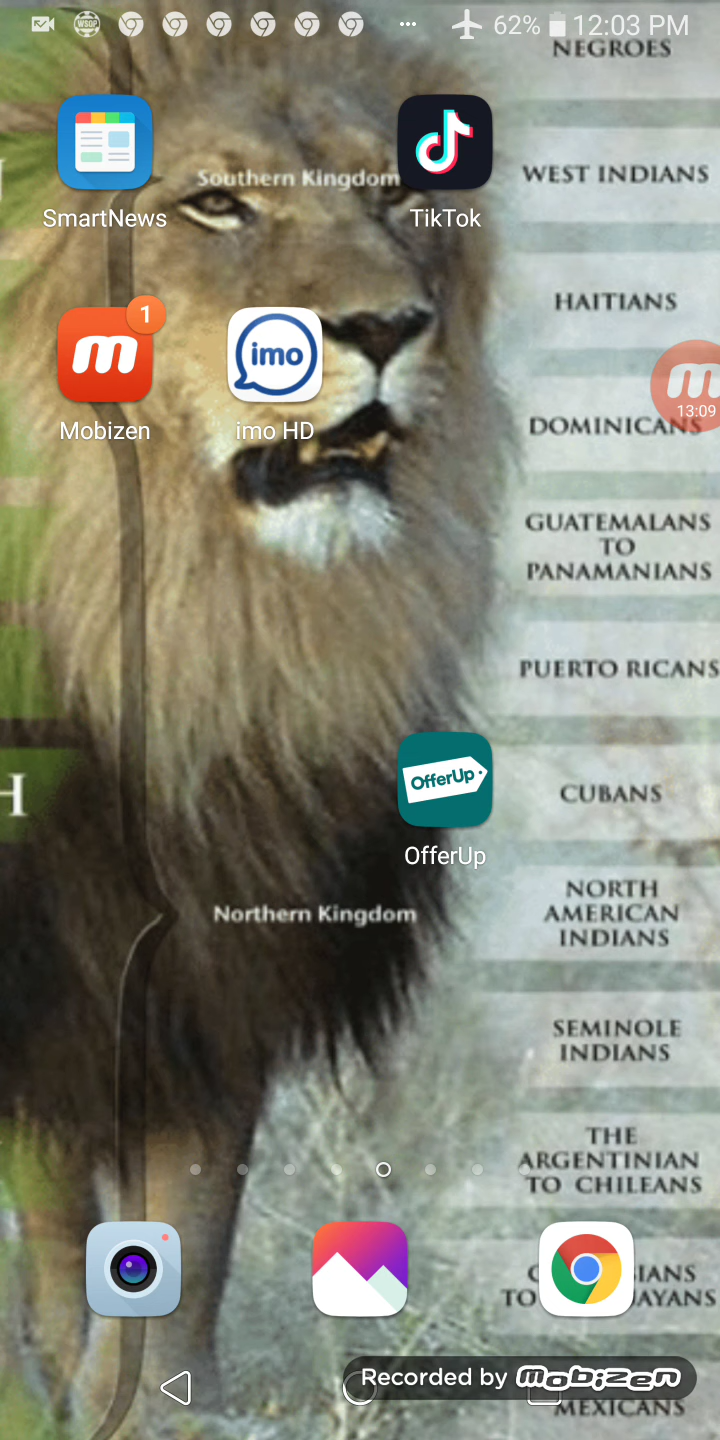 62% 12:03 PM
NEGROES
Southern Kingdom
WEST INDIANS
SmartNews
TikTok
HAITIANS
1
imo
13:09
Mobizen
imo HD
DOMINICANS
GUATEMALANS
TO
PANAMANIANS
PUERTO RICANS
H
OfferUp
CUBANS
OfferUp
NORTH
AMERICAN
INDIANS
Northern Kingdom
SEMINOLE
INDIANS
THE
ARGENTINIAN
TO CHILEANS
TO
Recorded by Mobizen
MEXICANS